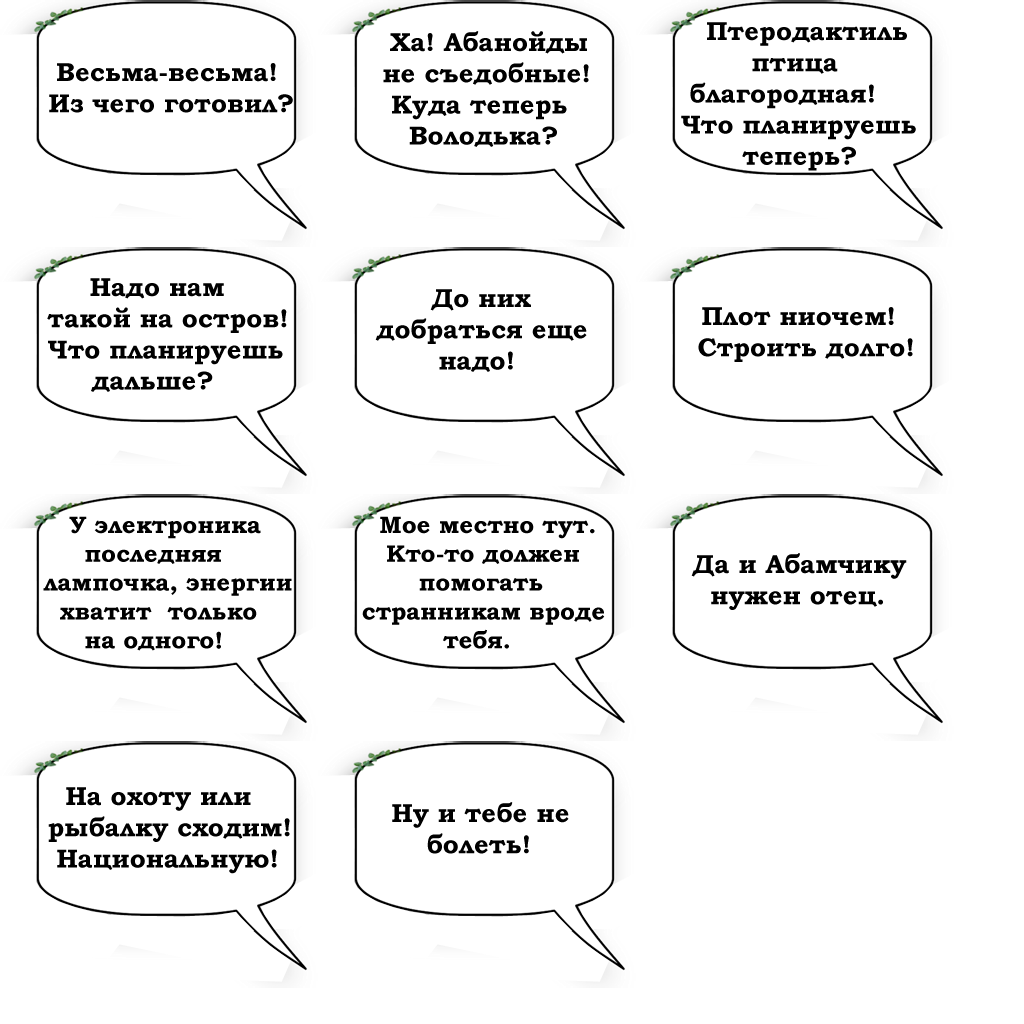 Весьма-весьма!
Из чего готовил?
Ха! Абанойды
не съедобные!
Куда теперь
Володька?
Птеродактиль
птица
благородная!
Что планируешь
теперь?
Надо нам
такой на остров!
Что планируешь
дальше?
До них
добраться еще
надо!
Плот ниочем!
Строить долго!
У электроника
последняя
лампочка, энергии
хватит только
на одного!
Мое местно тут.
Кто-то должен
помогать
странникам вроде
тебя.
Да и Абамчику
нужен отец.
На охоту или
рыбалку сходим!
Национальную!
Ну и тебе не
болеть!